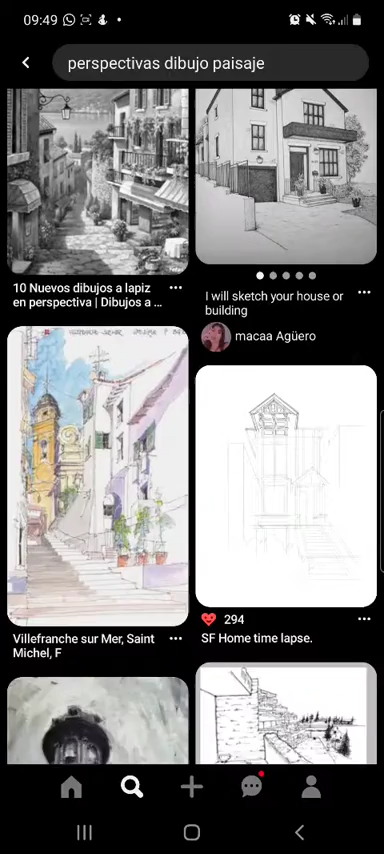 09:49
perspectivas dibujo paisaje
10 Nuevos dibujos a lapiz
en perspectiva | Dibujos a ...
I will sketch your house or
building
macaa Agüero
294
SF Home time lapse.
Villefranche sur Mer, Saint
Michel, F